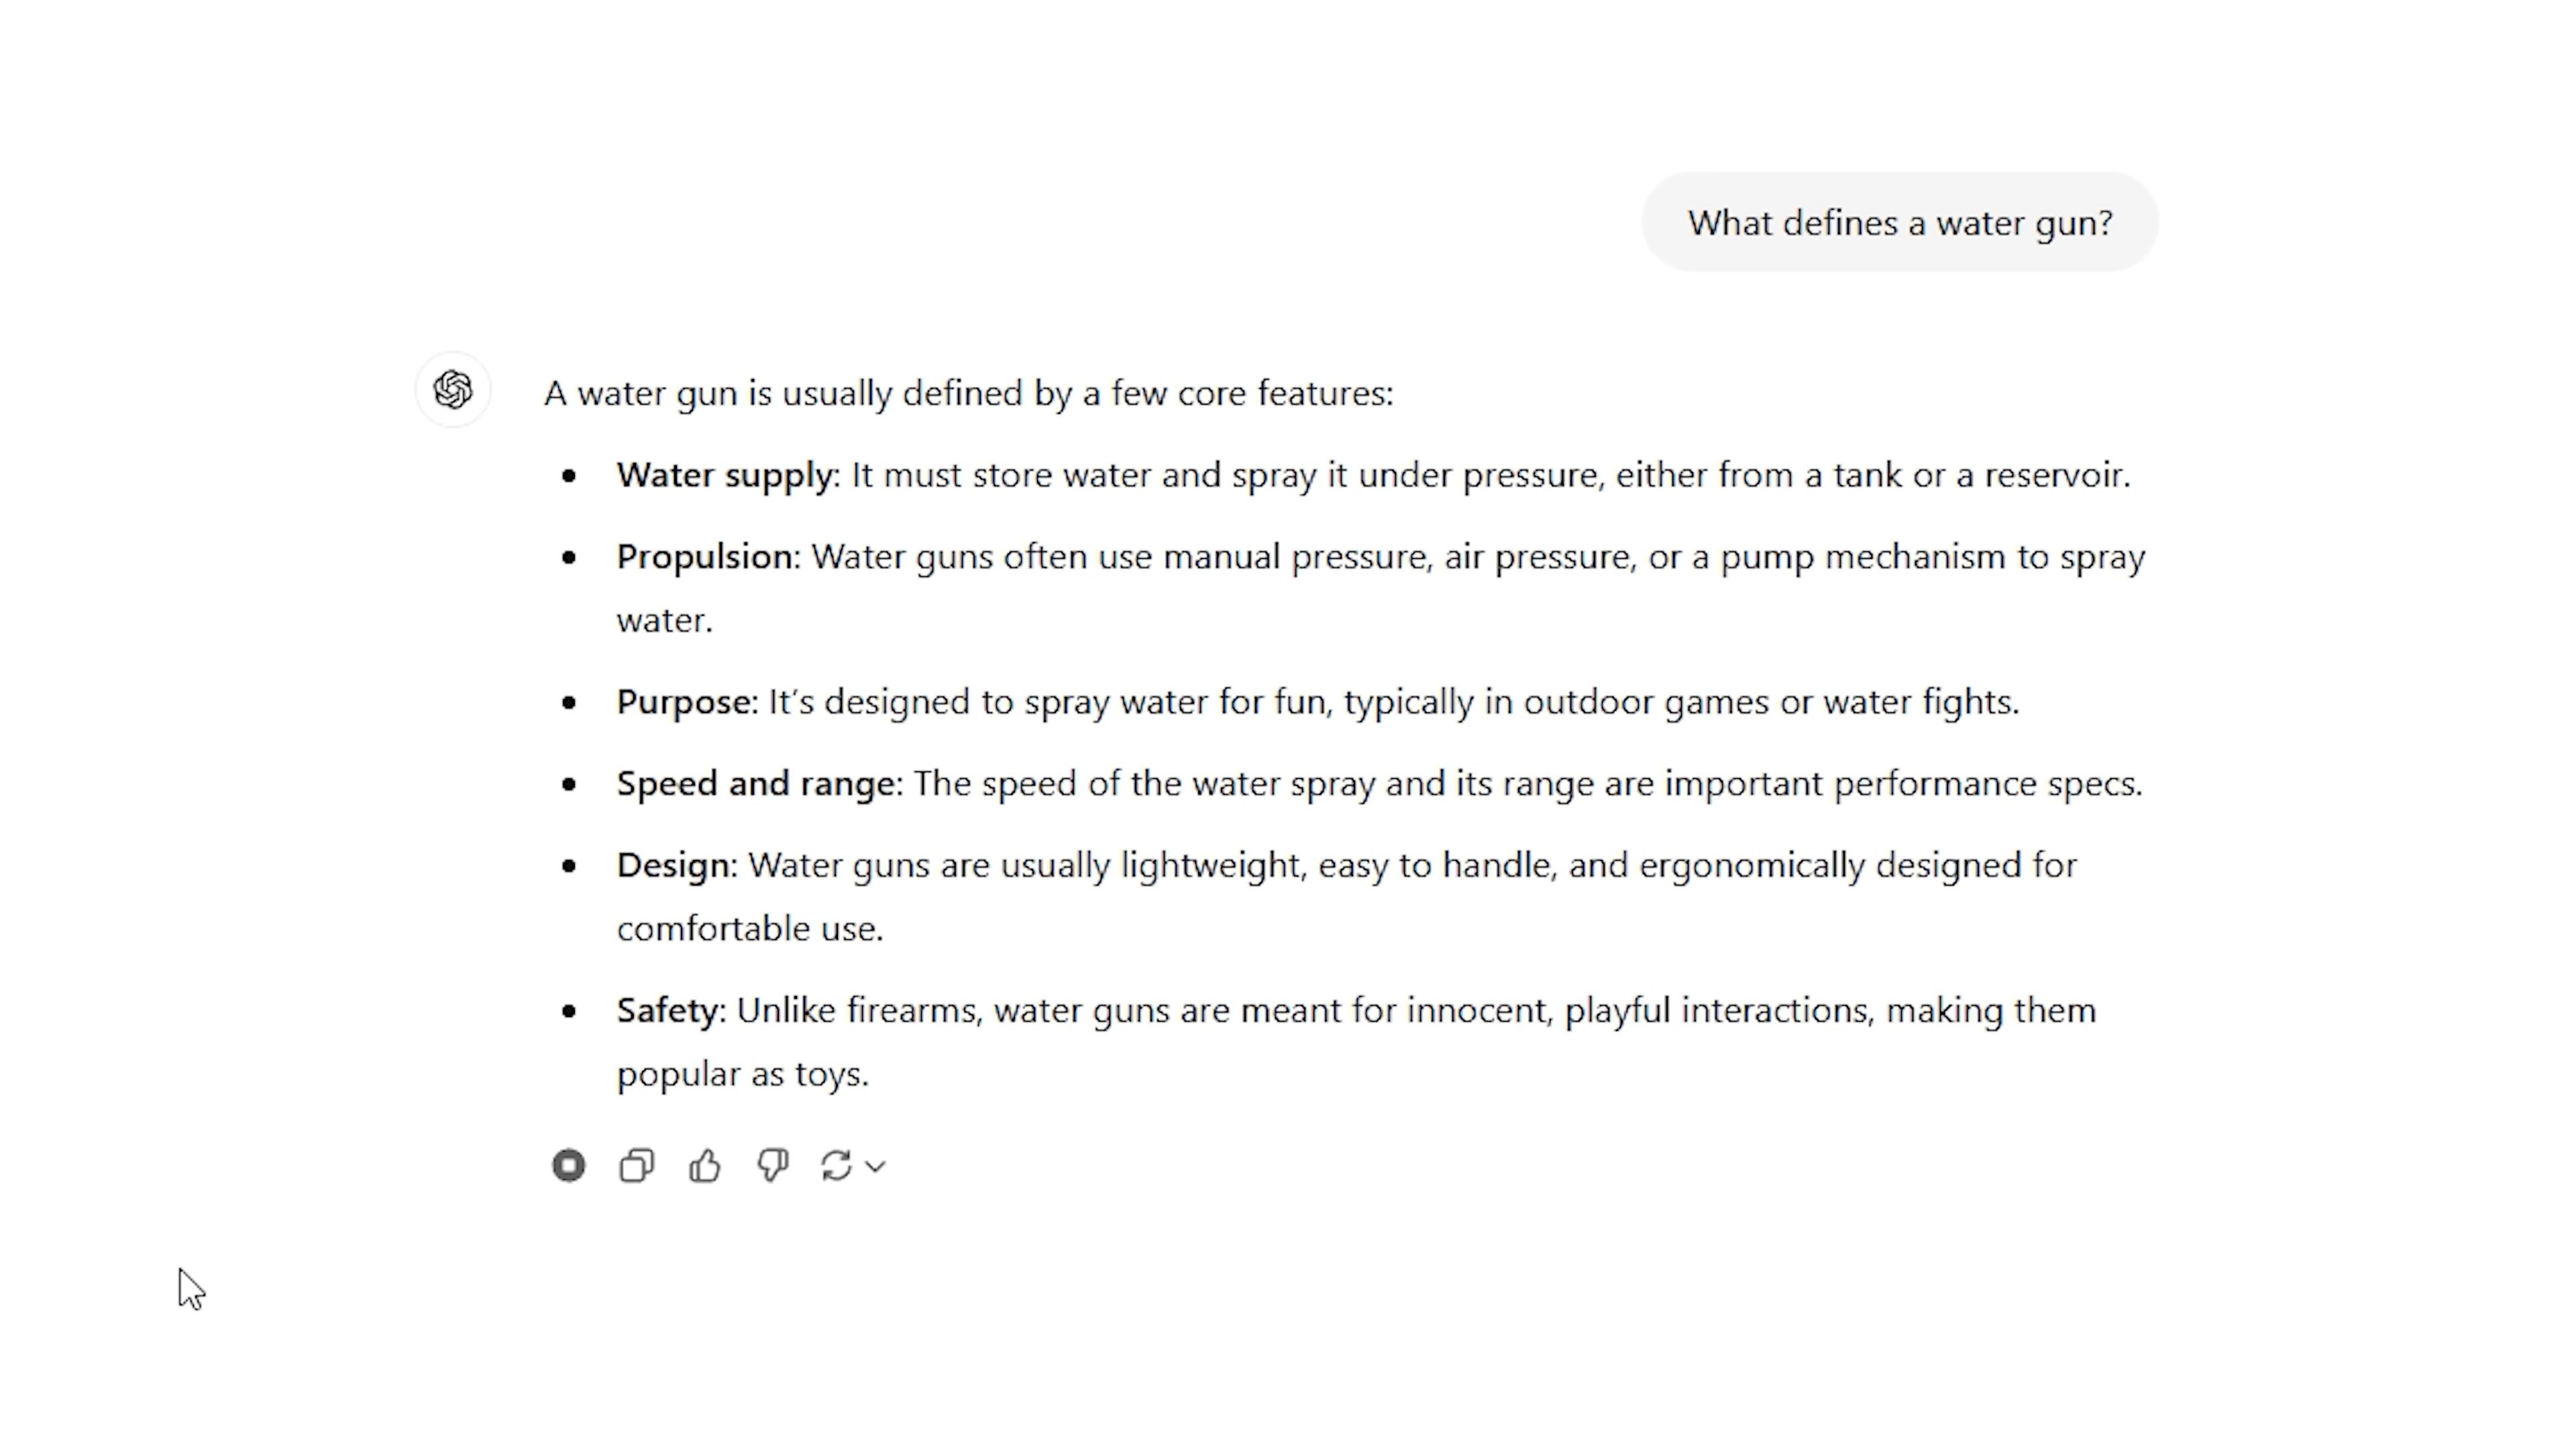 What defines a water gun?
A water gun is usually defined by a few core features:
• Water supply: It must store water and spray it under pressure, either from a tank or a reservoir.
• Propulsion: Water guns often use manual pressure, air pressure, or a pump mechanism to spray
water.
• Purpose: It’s designed to spray water for fun, typically in outdoor games or water fights.
• Speed and range: The speed of the water spray and its range are important performance specs.
• Design: Water guns are usually lightweight, easy to handle, and ergonomically designed for
comfortable use.
• Safety: Unlike firearms, water guns are meant for innocent, playful interactions, making them
popular as toys.